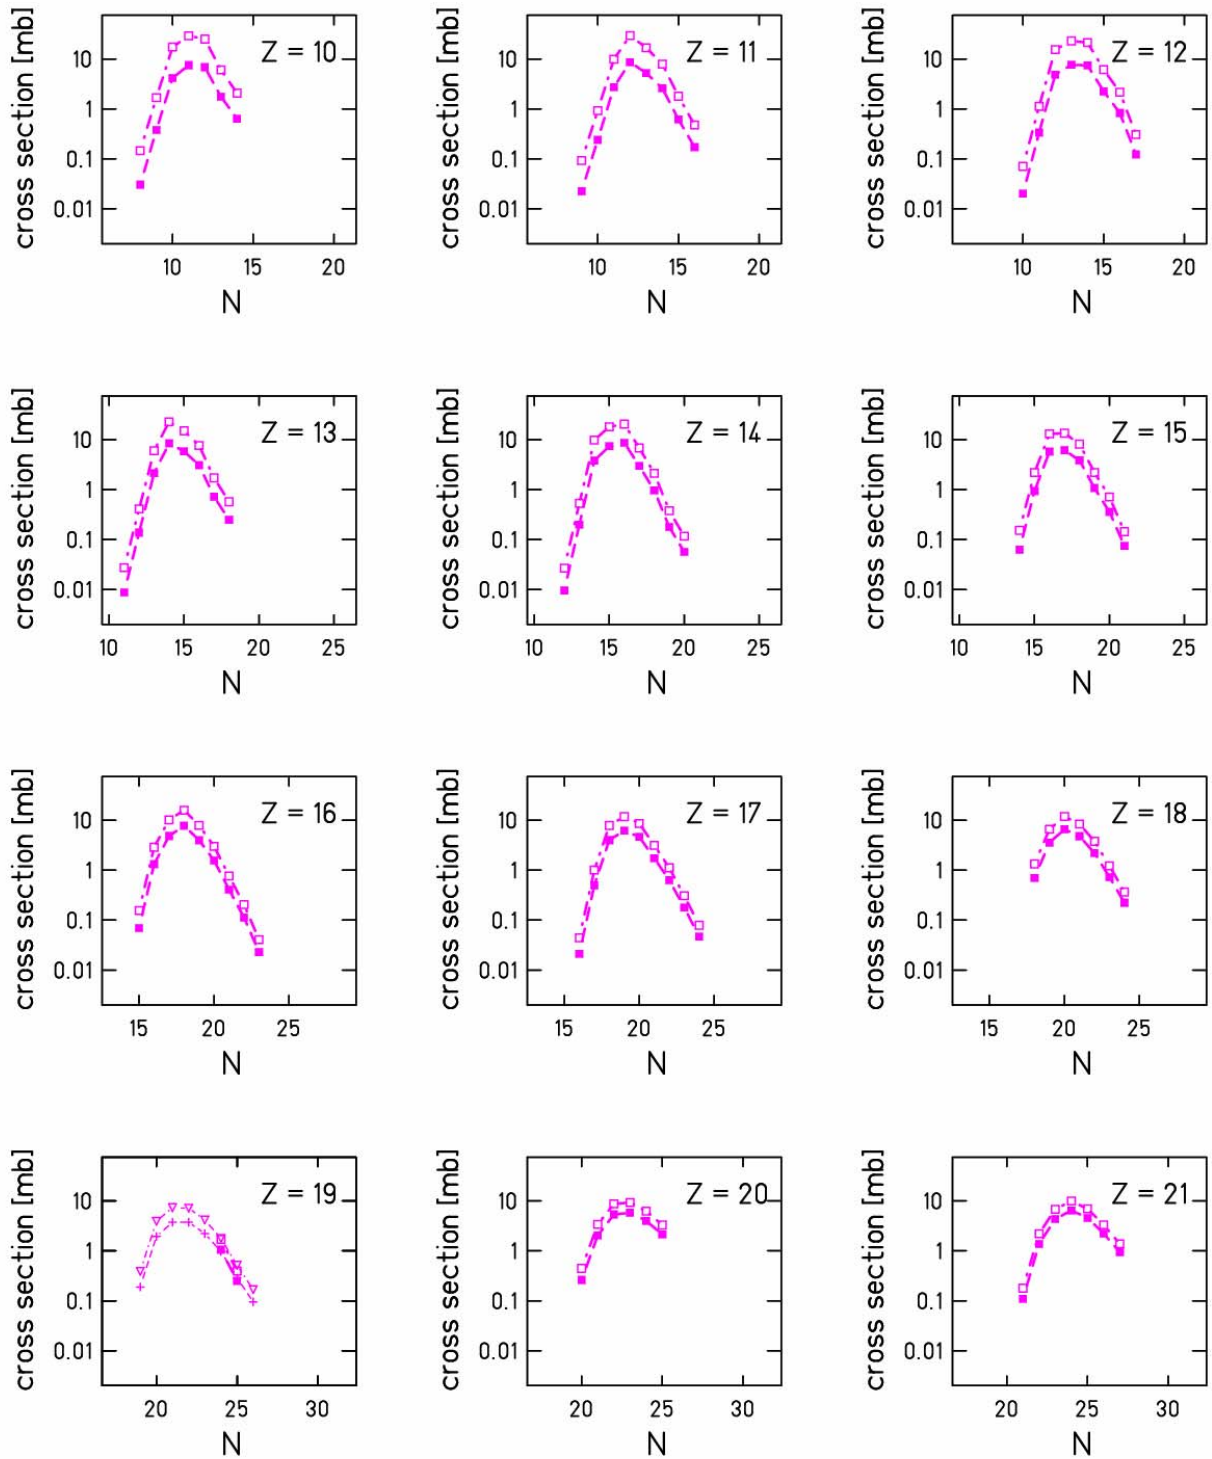 cross section [mb]
10
1
0.1
0.01
Z = 10
10 15 20
N
cross section [mb]
10
1
0.1
0.01
Z = 11
10 15 20
N
cross section [mb]
10
1
0.1
0.01
Z = 12
10 15 20
N
cross section [mb]
10
1
0.1
0.01
Z = 13
10 15 20 25
N
cross section [mb]
10
1
0.1
0.01
Z = 14
10 15 20 25
N
cross section [mb]
10
1
0.1
0.01
Z = 15
10 15 20 25
N
cross section [mb]
10
1
0.1
0.01
Z = 16
15 20 25
N
cross section [mb]
10
1
0.1
0.01
Z = 17
15 20 25
N
cross section [mb]
10
1
0.1
0.01
Z = 18
15 20 25
N
cross section [mb]
10
1
0.1
0.01
Z = 19
20 25 30
N
cross section [mb]
10
1
0.1
0.01
Z = 20
20 25 30
N
cross section [mb]
10
1
0.1
0.01
Z = 21
20 25 30
N